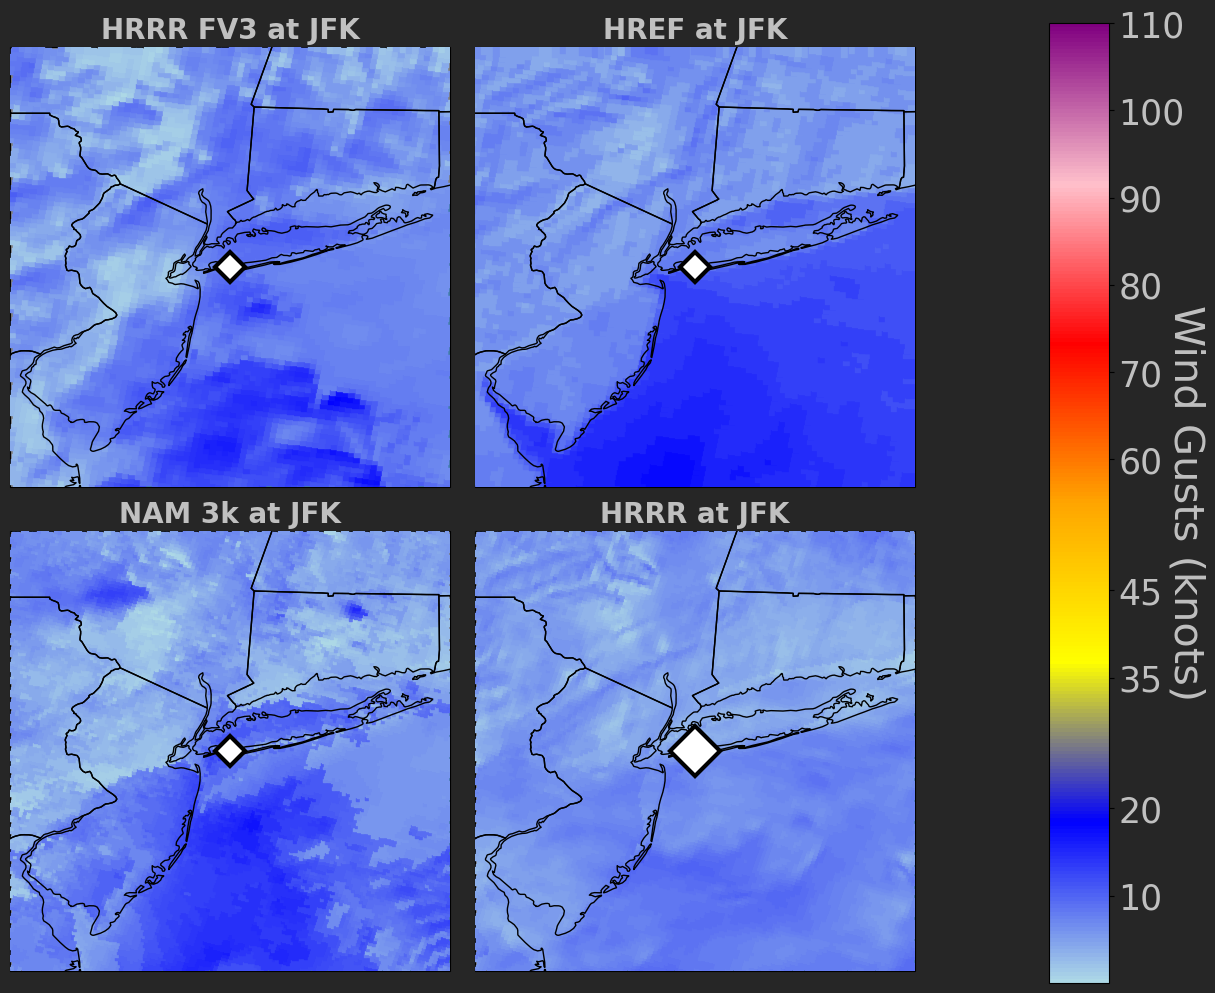 HRRR FV3 at JFK
HREF at JFK
NAM 3k at JFK
HRRR at JFK
110
100
90
80
70
60
45
35
20
10
Wind Gusts (knots)